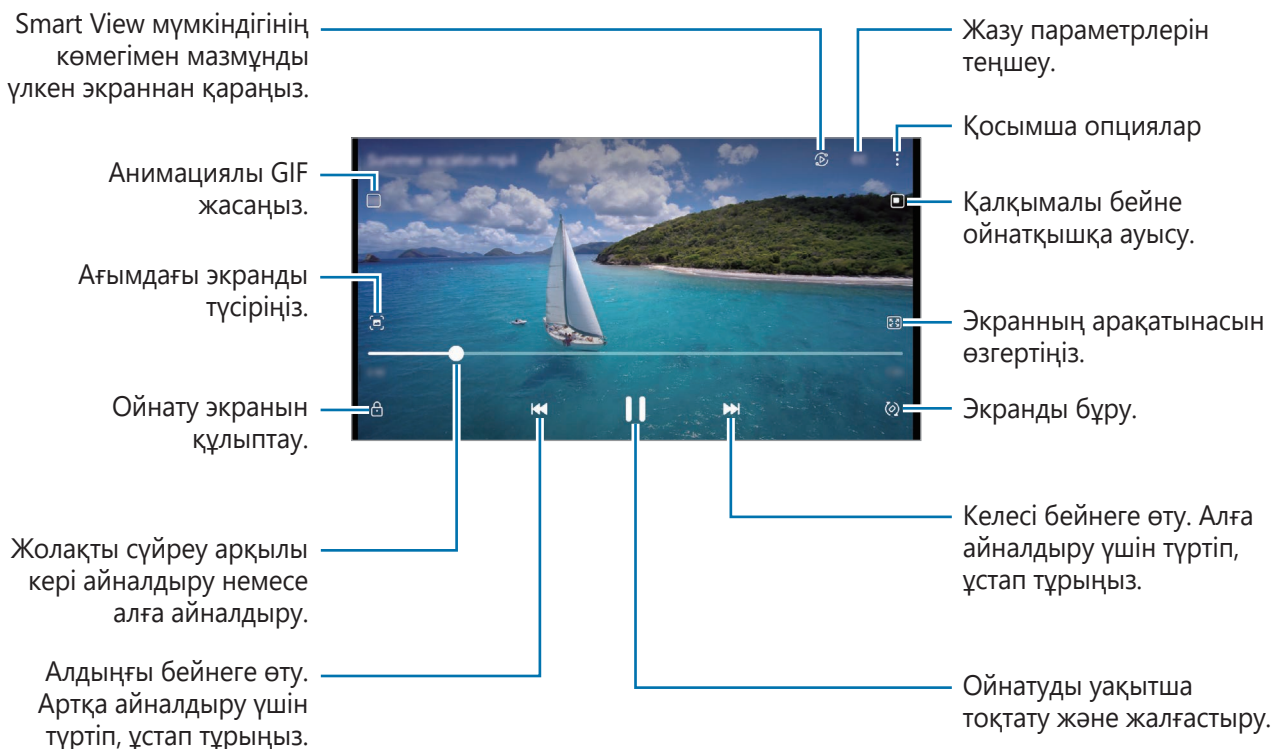 Smart View мүмкіндігінің
көмегімен мазмұнды
үлкен экраннан қараңыз.
Анимациялы GIF
жасаңыз.
Ағымдағы экранды
түсіріңіз.
Ойнату экранын
құлыптау.
Жолақты сүйреу арқылы
кері айналдыру немесе
алға айналдыру.
Алдыңғы бейнеге өту.
Артқа айналдыру үшін
түртіп, ұстап тұрыңыз.
Жазу параметрлерін
теңшеу.
Қосымша опциялар
Қалқымалы бейне
ойнатқышқа ауысу.
Экранның арақатынасын
өзгертіңіз.
Экранды бұру.
Келесі бейнеге өту. Алға
айналдыру үшін түртіп,
ұстап тұрыңыз.
Ойнатуды уақытша
тоқтату және жалғастыру.